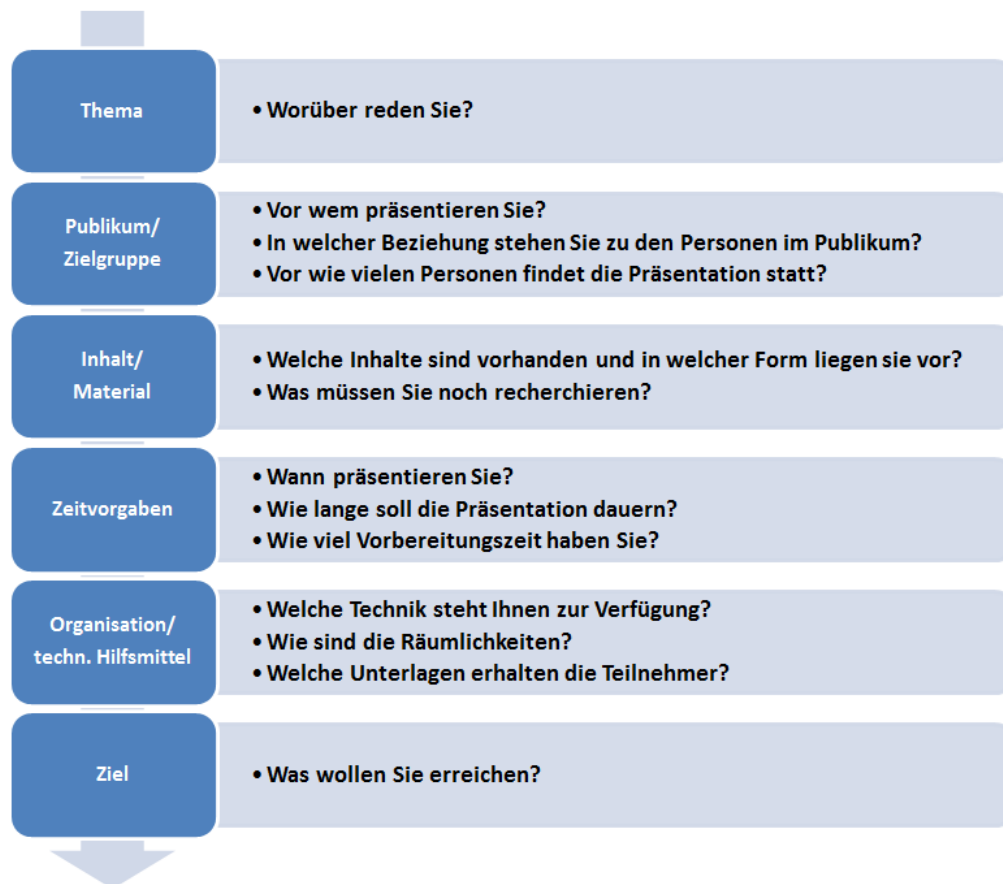 Thema
• Worüber reden Sie?
Publikum/
Zielgruppe
• Vor wem präsentieren Sie?
• In welcher Beziehung stehen Sie zu den Personen im Publikum?
• Vor wie vielen Personen findet die Präsentation statt?
Inhalt/
Material
• Welche Inhalte sind vorhanden und in welcher Form liegen sie vor?
• Was müssen Sie noch recherchieren?
Zeitvorgaben
• Wann präsentieren Sie?
• Wie lange soll die Präsentation dauern?
• Wie viel Vorbereitungszeit haben Sie?
Organisation/
techn. Hilfsmittel
• Welche Technik steht Ihnen zur Verfügung?
• Wie sind die Räumlichkeiten?
• Welche Unterlagen erhalten die Teilnehmer?
Ziel
• Was wollen Sie erreichen?